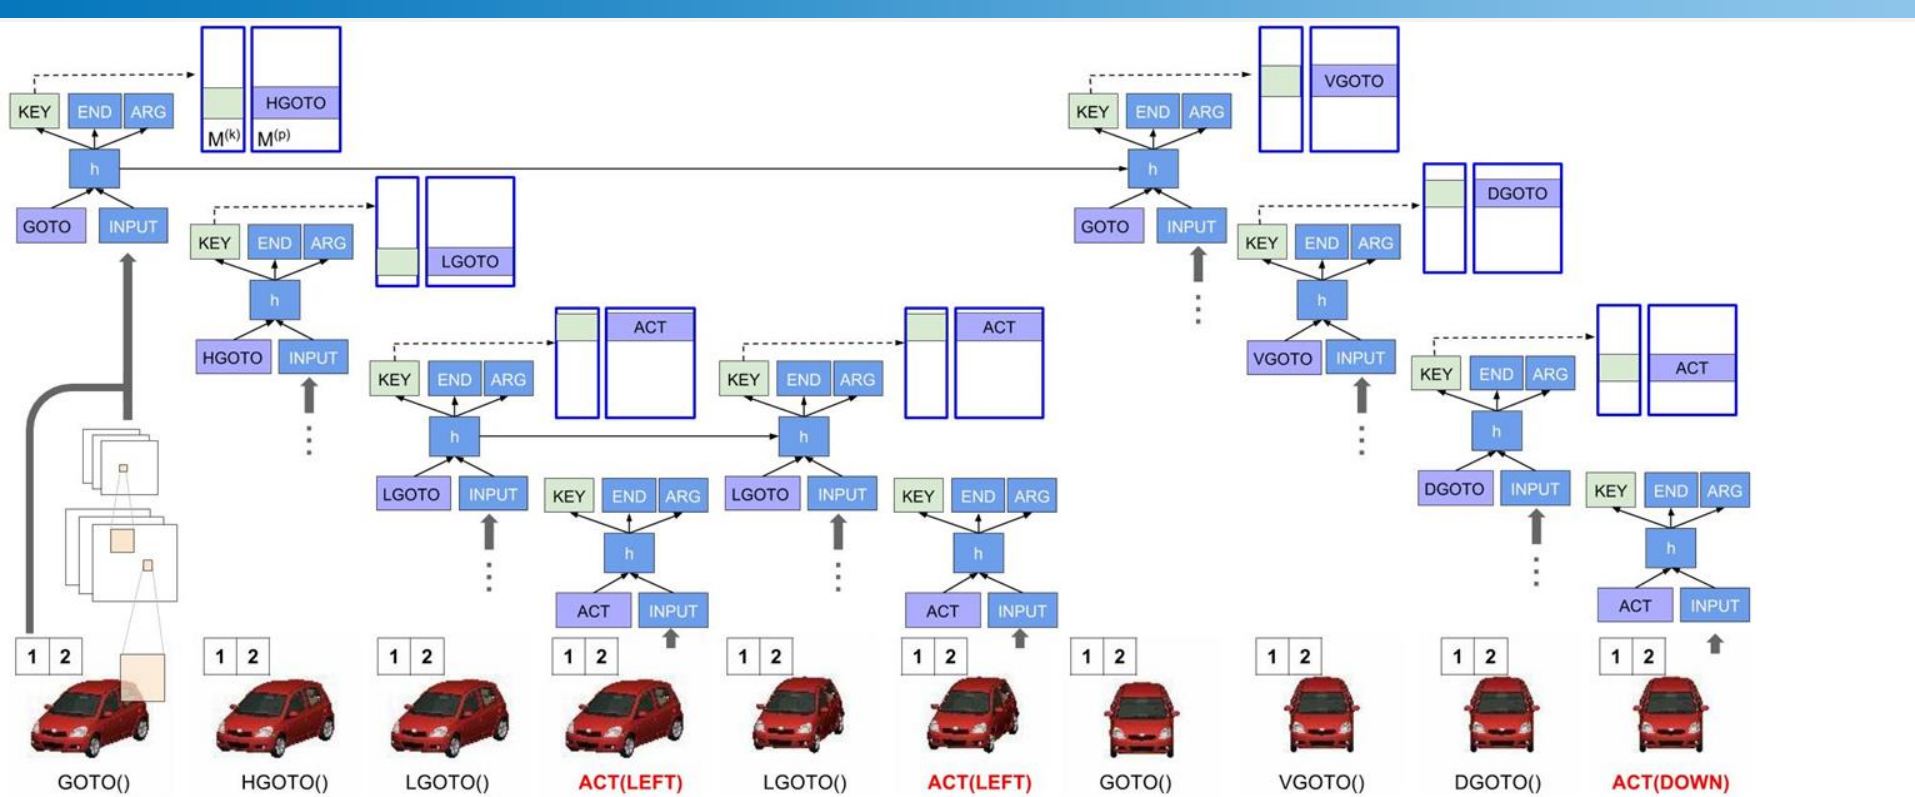 KEY END ARG
HGOTO
M(k) M(p)
h
GOTO INPUT
KEY END ARG
LGOTO
h
HGOTO INPUT
KEY END ARG
ACT
h
LGOTO INPUT
KEY END ARG
h
ACT INPUT
KEY END ARG
ACT
h
LGOTO INPUT
KEY END ARG
h
ACT INPUT
KEY END ARG
VGOTO
h
GOTO INPUT
KEY END ARG
DGOTO
h
VGOTO INPUT
KEY END ARG
ACT
h
DGOTO INPUT
KEY END ARG
h
ACT INPUT
1 2
1 2
1 2
1 2
1 2
1 2
1 2
1 2
1 2
1 2
GOTO()
HGOTO()
LGOTO()
ACT(LEFT)
LGOTO()
ACT(LEFT)
GOTO()
VGOTO()
DGOTO()
ACT(DOWN)